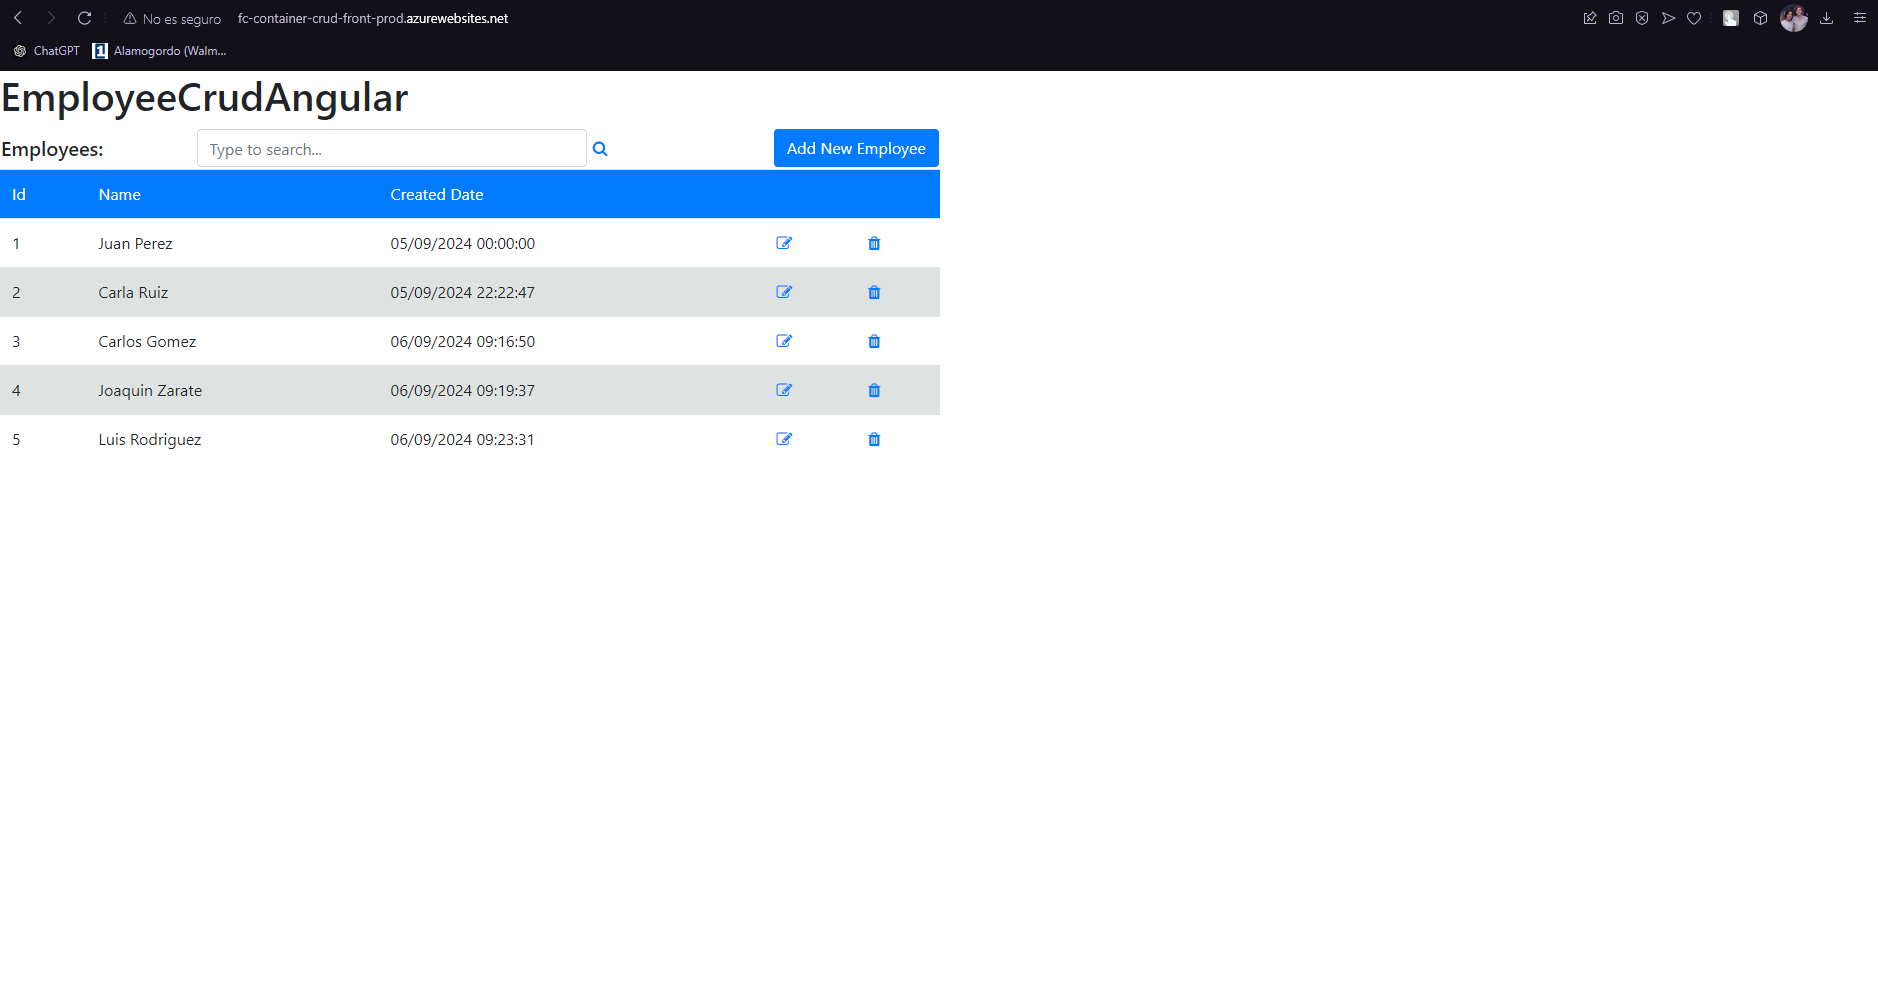 No es seguro fc-container-crud-front-prod.azurewebsites.net
ChatGPT 1 Alamogordo (Walm...
EmployeeCrudAngular
Employees: Type to search... Add New Employee
Id Name Created Date
1 Juan Perez 05/09/2024 00:00:00
2 Carla Ruiz 05/09/2024 22:22:47
3 Carlos Gomez 06/09/2024 09:16:50
4 Joaquin Zarate 06/09/2024 09:19:37
5 Luis Rodriguez 06/09/2024 09:23:31